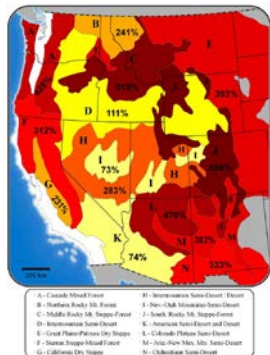 B
241%
A
A
C
E
515%
353%
D
111%
F
312%
H
H
I
I
73%
J
I
H
283%
G
231%
L
470%
K
74%
M
382%
N
323%
A - Cascade Mixed Forest
B - Northern Rocky Mt. Forest
C - Middle Rocky Mt. Steppe-Forest
D - Intermountain Semi-Desert
E - Great Plains-Palouse Dry Steppe
F - Sierran Steppe-Mixed Forest
G - California Dry Steppe
H - Intermountain Semi-Desert / Desert
I - Nev.-Utah Mountains-Semi-Desert
J - South. Rocky Mt. Steppe-Forest
K - American Semi-Desert and Desert
L - Colorado Plateau Semi-Desert
M - Ariz.-New Mex. Mts. Semi-Desert
N - Chihuahuan Semi-Desert